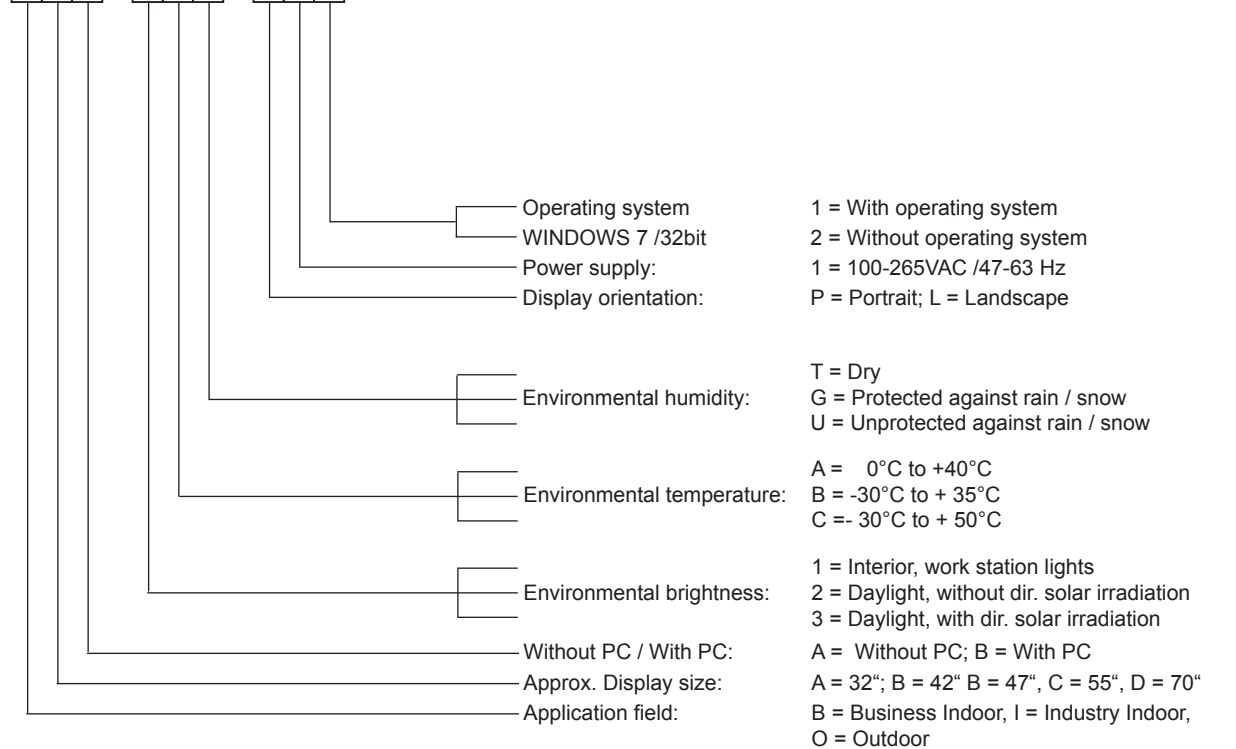 Operating system 1 = With operating system
WINDOWS 7 /32bit 2 = Without operating system
Power supply: 1 = 100-265VAC /47-63 Hz
Display orientation: P = Portrait; L = Landscape
T = Dry
Environmental humidity: G = Protected against rain / snow
U = Unprotected against rain / snow
A = 0°C to +40°C
Environmental temperature: B = -30°C to + 35°C
C =- 30°C to + 50°C
1 = Interior, work station lights
Environmental brightness: 2 = Daylight, without dir. solar irradiation
3 = Daylight, with dir. solar irradiation
Without PC / With PC: A = Without PC; B = With PC
Approx. Display size: A = 32“; B = 42“ B = 47“, C = 55“, D = 70“
Application field: B = Business Indoor, I = Industry Indoor,
O = Outdoor